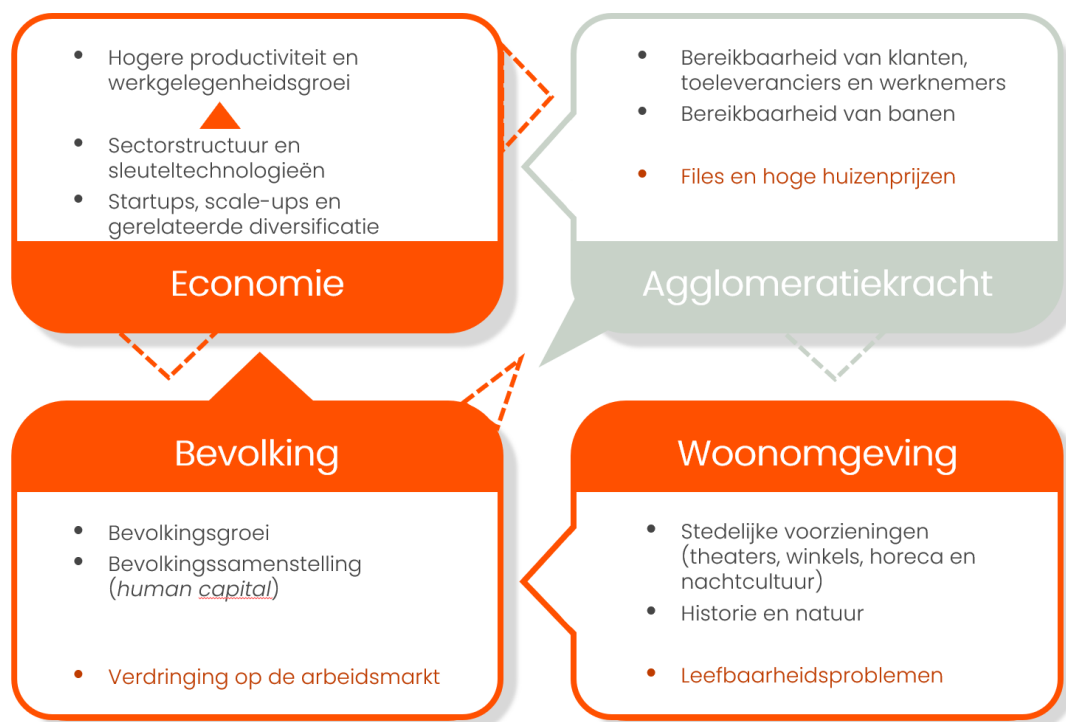 Hogere productiviteit en
werkgelegenheidsgroei
Sectorstructuur en
sleuteltechnologieën
Startups, scale-ups en
gerelateerde diversificatie
Economie
Bereikbaarheid van klanten,
toeleveranciers en werknemers
Bereikbaarheid van banen
Files en hoge huizenprijzen
Agglomeratiekracht
Bevolking
Bevolkingsgroei
Bevolkingssamenstelling
(human capital)
Verdringing op de arbeidsmarkt
Woonomgeving
Stedelijke voorzieningen
(theaters, winkels, horeca en
nachtcultuur)
Historie en natuur
Leefbaarheidsproblemen